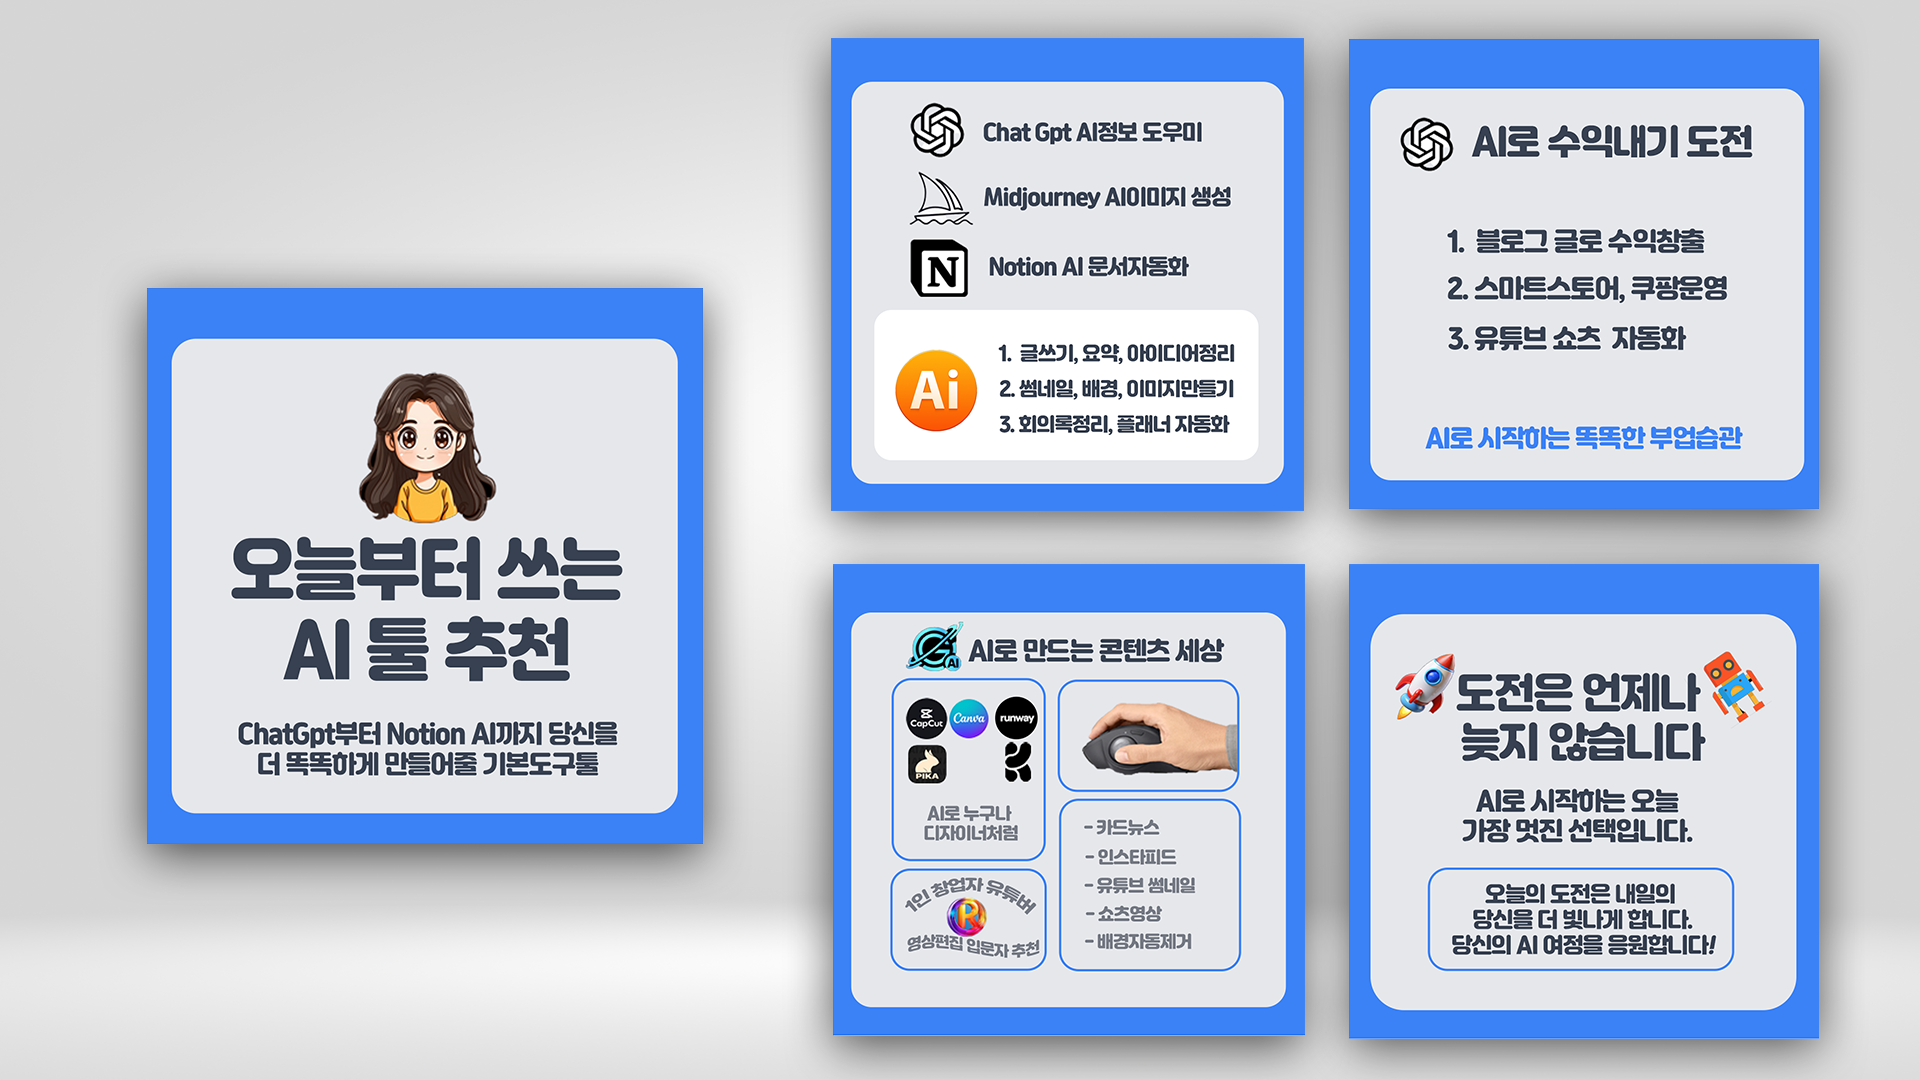 오늘부터 쓰는
AI 툴 추천
ChatGpt부터 Notion AI까지 당신을
더 똑똑하게 만들어줄 기본도구툴
Chat Gpt AI정보 도우미
Midjourney AI이미지 생성
N
Notion AI 문서자동화
Ai
1. 글쓰기, 요약, 아이디어정리
2. 썸네일, 배경, 이미지만들기
3. 회의록정리, 플래너 자동화
AI로 수익내기 도전
1. 블로그 글로 수익창출
2. 스마트스토어, 쿠팡운영
3. 유튜브 쇼츠 자동화
AI로 시작하는 똑똑한 부업습관
G AI
AI로 만드는 콘텐츠 세상
CapCut
Canva
runway
PIKA
AI로 누구나
디자이너처럼
1인 창업자 유튜버
R
영상편집 입문자 추천
- 카드뉴스
- 인스타피드
- 유튜브 썸네일
- 쇼츠영상
- 배경자동제거
도전은 언제나
늦지 않습니다
AI로 시작하는 오늘
가장 멋진 선택입니다.
오늘의 도전은 내일의
당신을 더 빛나게 합니다.
당신의 AI 여정을 응원합니다!